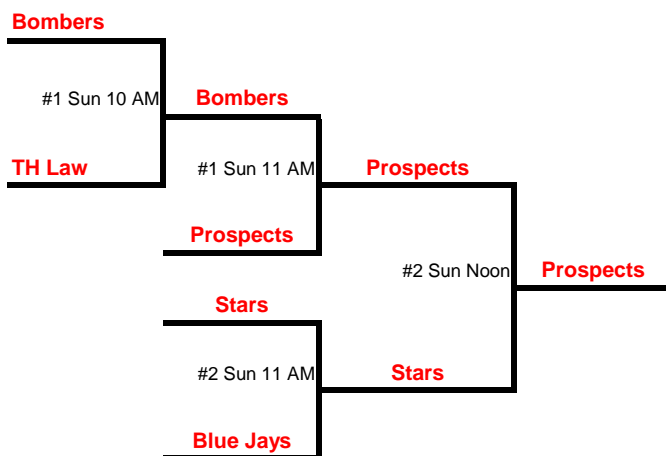 Bombers
#1 Sun 10 AM
Bombers
TH Law
#1 Sun 11 AM
Prospects
Prospects
#2 Sun Noon
Prospects
Stars
#2 Sun 11 AM
Stars
Blue Jays